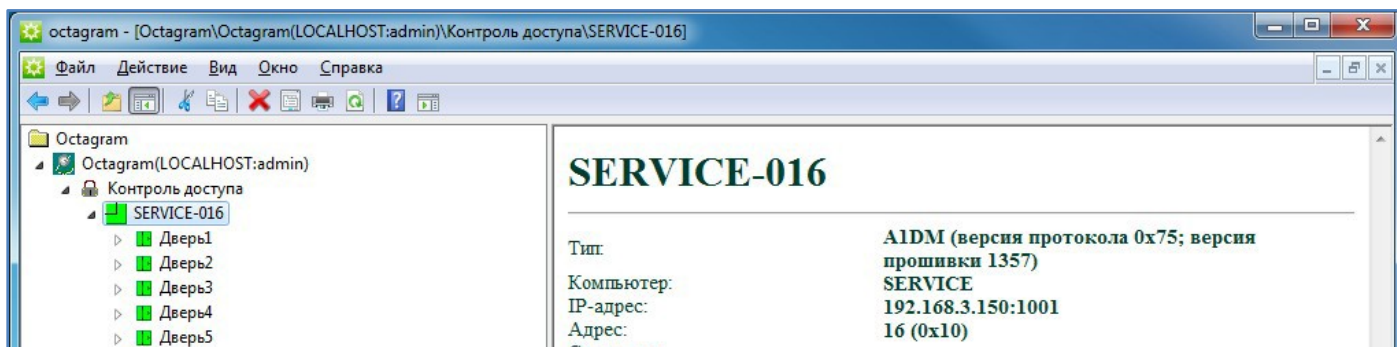 octagram - [Octagram\Octagram(LOCALHOST:admin)\Контроль доступа\SERVICE-016]
Файл Действие Вид Окно Справка
Octagram
Octagram(LOCALHOST:admin)
Контроль доступа
SERVICE-016
Дверь1
Дверь2
Дверь3
Дверь4
Дверь5
SERVICE-016
Тип: A1DM (версия протокола 0x75; версия
прошивки 1357)
Компьютер: SERVICE
IP-адрес: 192.168.3.150:1001
Адрес: 16 (0x10)